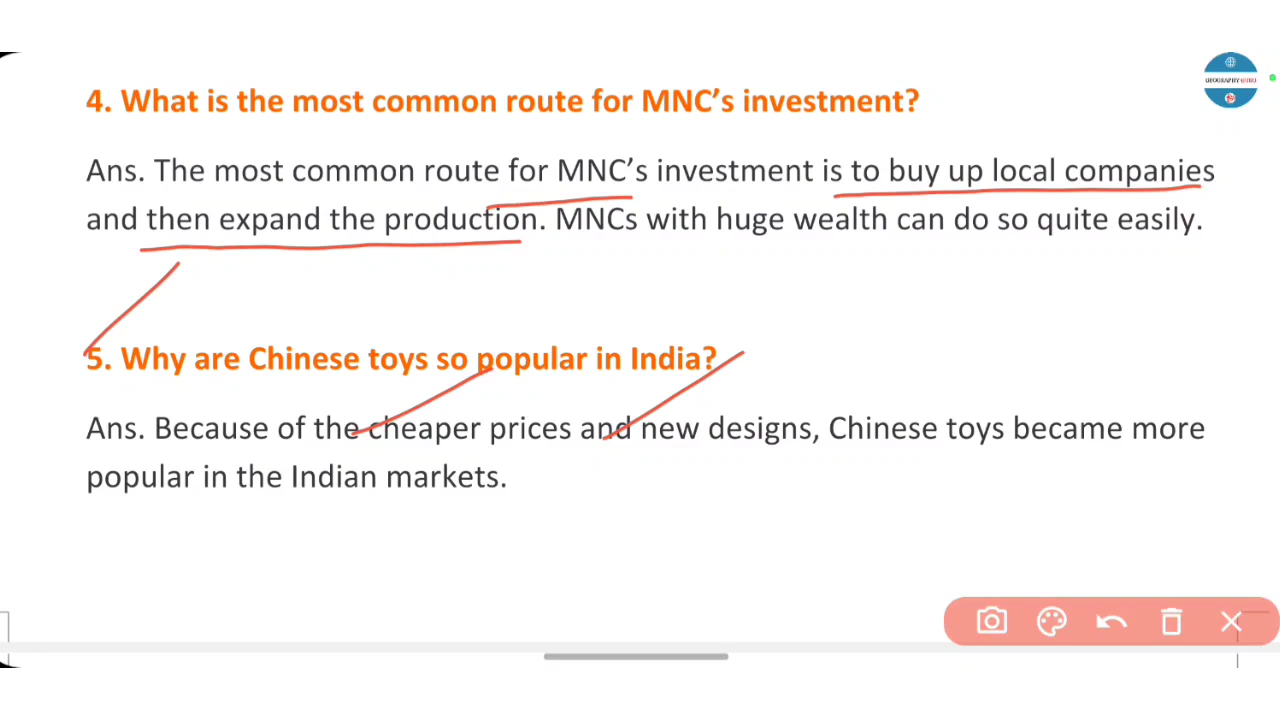 GEOGRAPHY GURU
4. What is the most common route for MNC’s investment?
Ans. The most common route for MNC’s investment is to buy up local companies
and then expand the production. MNCs with huge wealth can do so quite easily.
5. Why are Chinese toys so popular in India?
Ans. Because of the cheaper prices and new designs, Chinese toys became more
popular in the Indian markets.